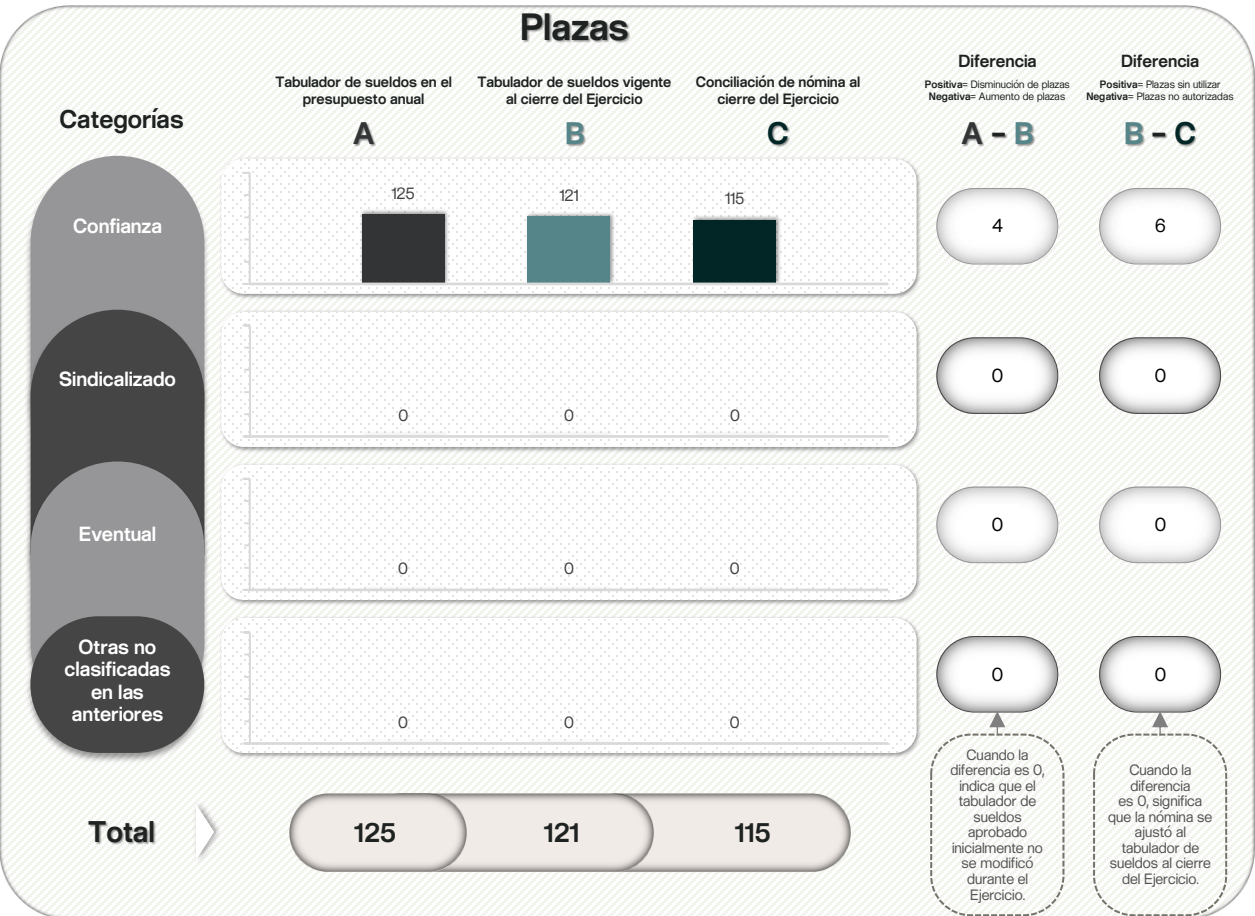 Plazas
Categorías
Tabulador de sueldos en el
presupuesto anual
A
Tabulador de sueldos vigente
al cierre del Ejercicio
B
Conciliación de nómina al
cierre del Ejercicio
C
Diferencia
Positiva= Disminución de plazas
Negativa= Aumento de plazas
A - B
Diferencia
Positiva= Plazas sin utilizar
Negativa= Plazas no autorizadas
B - C
Confianza
125
121
115
4
6
Sindicalizado
0
0
0
0
0
Eventual
0
0
0
0
0
Otras no
clasificadas
en las
anteriores
0
0
0
0
0
Total
125
121
115
Cuando la
diferencia es 0,
indica que el
tabulador de
sueldos
aprobado
inicialmente no
se modificó
durante el
Ejercicio.
Cuando la
diferencia
es 0, significa
que la nómina se
ajustó al
tabulador de
sueldos al cierre
del Ejercicio.